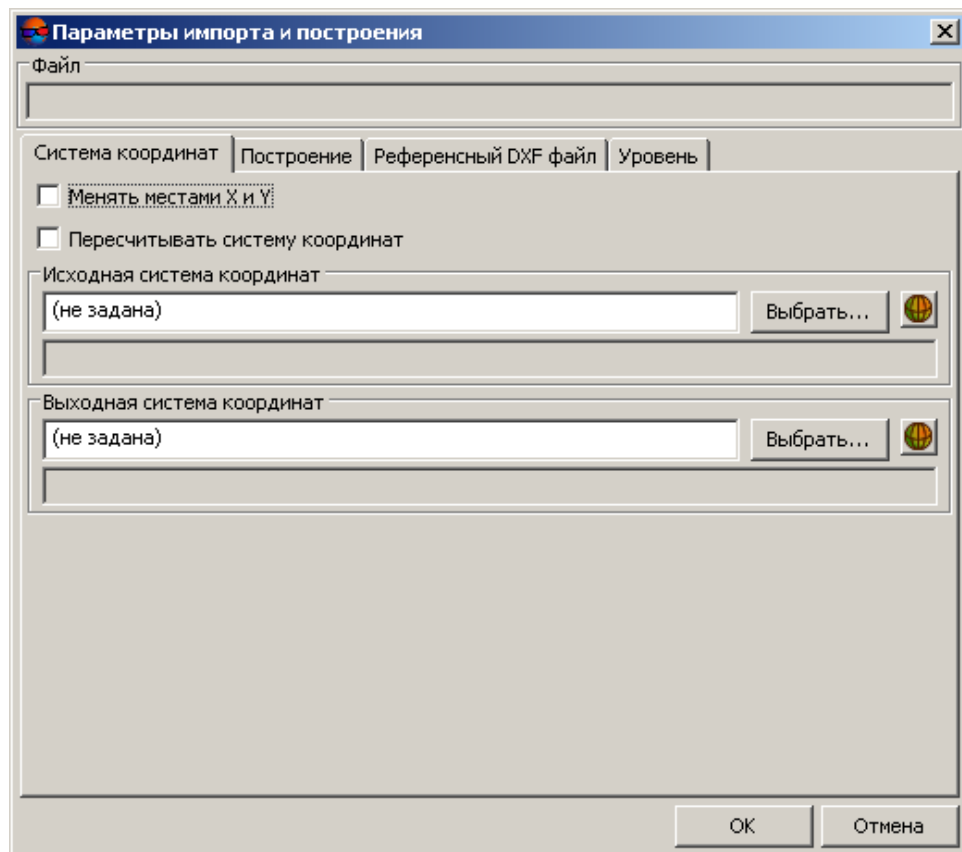 Параметры импорта и построения
Файл
Система координат Построение Референсный DXF файл Уровень
Менять местами X и Y
Пересчитывать систему координат
Исходная система координат
(не задана) Выбрать...
Выходная система координат
(не задана) Выбрать...
OK Отмена